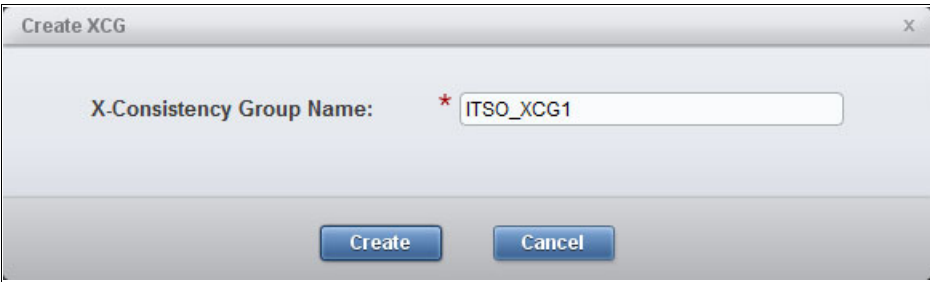 Create XCG x
X-Consistency Group Name: * ITSO_XCG1
Create Cancel